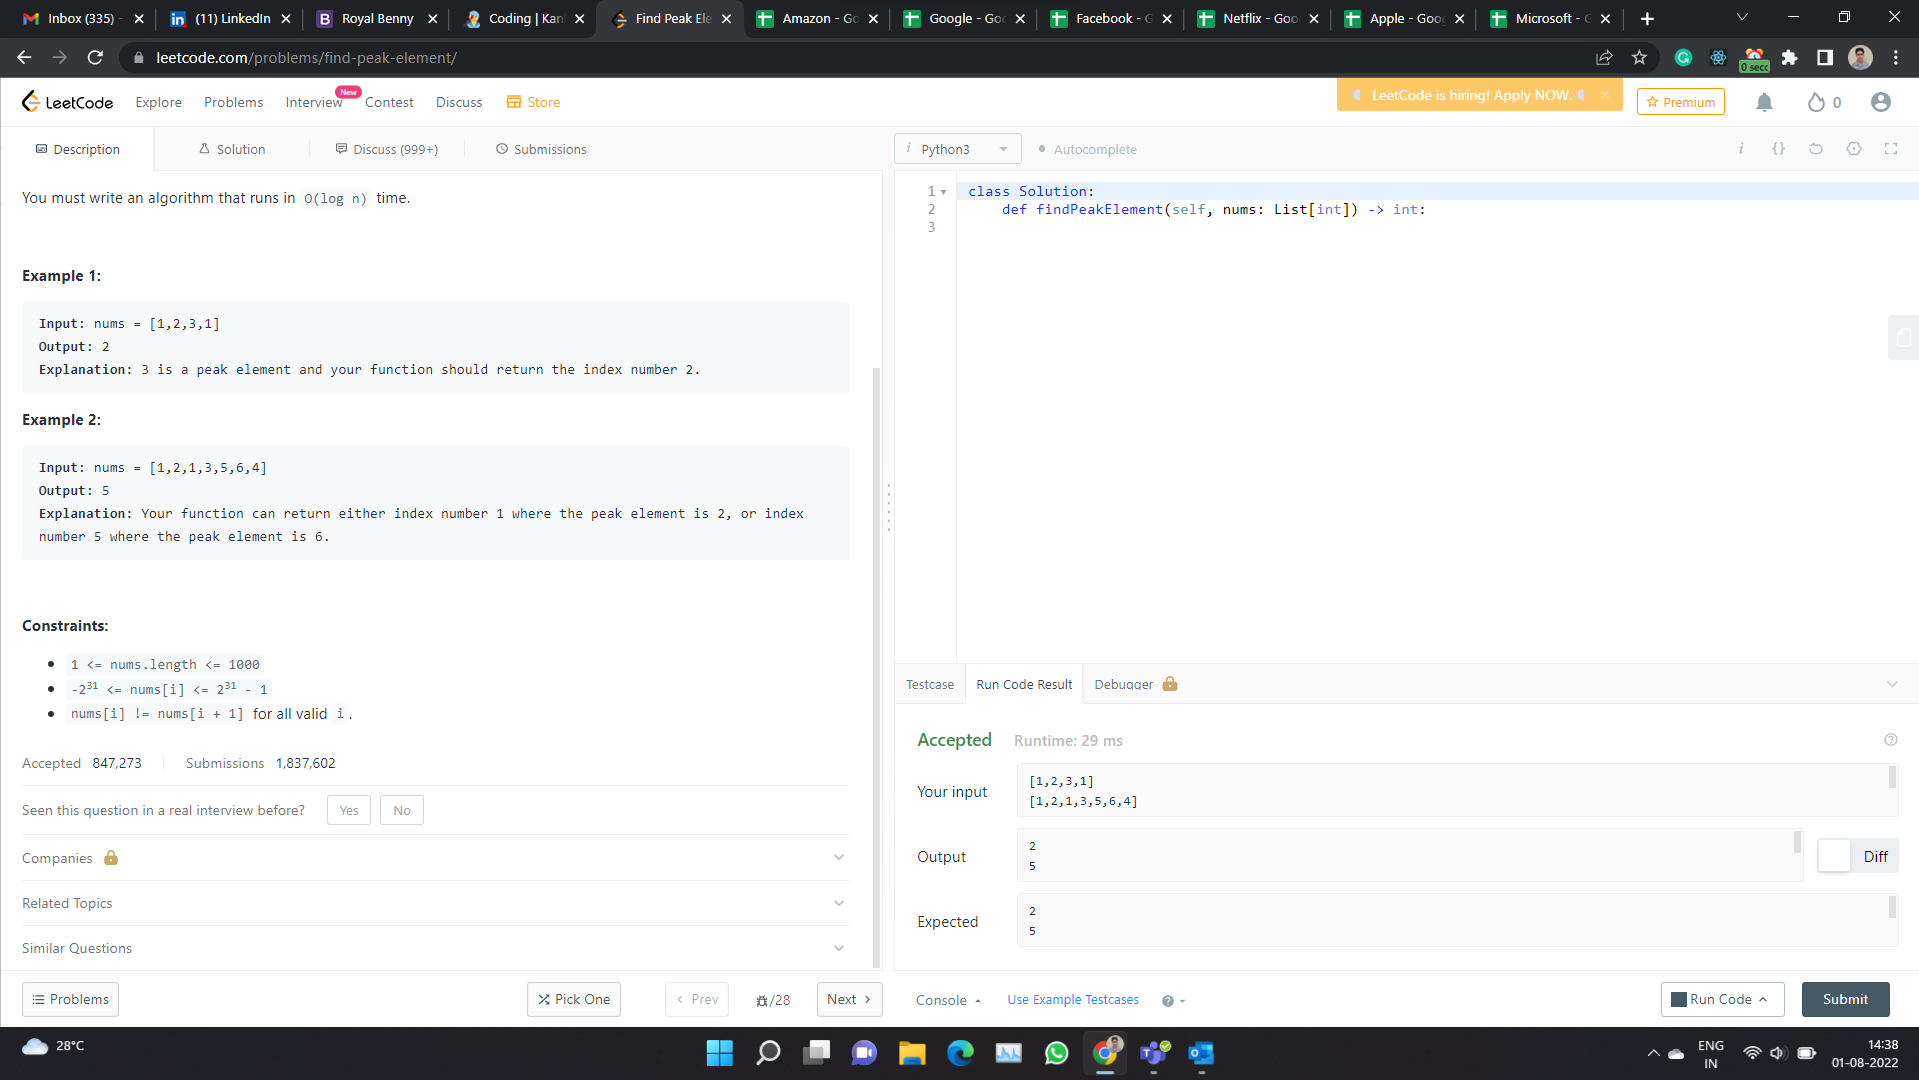 Inbox (335) -
(11) LinkedIn
Royal Benny
Coding | Kan
Find Peak Ele
Amazon - Go
Google - Goo
Facebook - G
Netflix - Goo
Apple - Goog
Microsoft - G
leetcode.com/problems/find-peak-element/
0 secc
LeetCode
Explore
Problems
Interview
New
Contest
Discuss
Store
LeetCode is hiring! Apply NOW.
Premium
0
Description
Solution
Discuss (999+)
Submissions
i Python3
Autocomplete
i {}
You must write an algorithm that runs in O(log n) time.
Example 1:
Input: nums = [1,2,3,1]
Output: 2
Explanation: 3 is a peak element and your function should return the index number 2.
Example 2:
Input: nums = [1,2,1,3,5,6,4]
Output: 5
Explanation: Your function can return either index number 1 where the peak element is 2, or index
number 5 where the peak element is 6.
Constraints:
1 <= nums.length <= 1000
-2³¹ <= nums[i] <= 2³¹ - 1
nums[i] != nums[i + 1] for all valid i.
Accepted 847,273 Submissions 1,837,602
Seen this question in a real interview before? Yes No
Companies
Related Topics
Similar Questions
Problems
Pick One
Prev
/28
Next
1 class Solution:
2 def findPeakElement(self, nums: List[int]) -> int:
3
Testcase
Run Code Result
Debugger
Accepted Runtime: 29 ms
Your input
[1,2,3,1]
[1,2,1,3,5,6,4]
Output
2
5
Diff
Expected
2
5
Console
Use Example Testcases
Run Code
Submit
28°C
ENG
IN
14:38
01-08-2022